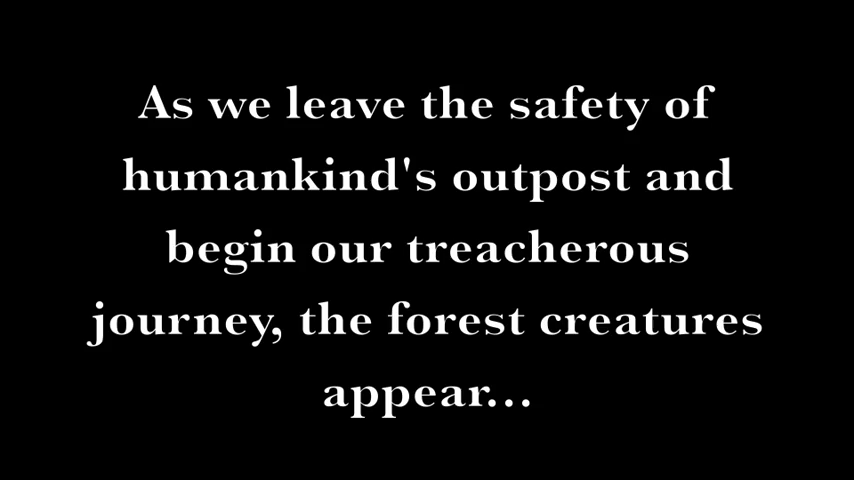 As we leave the safety of
humankind's outpost and
begin our treacherous
journey, the forest creatures
appear...